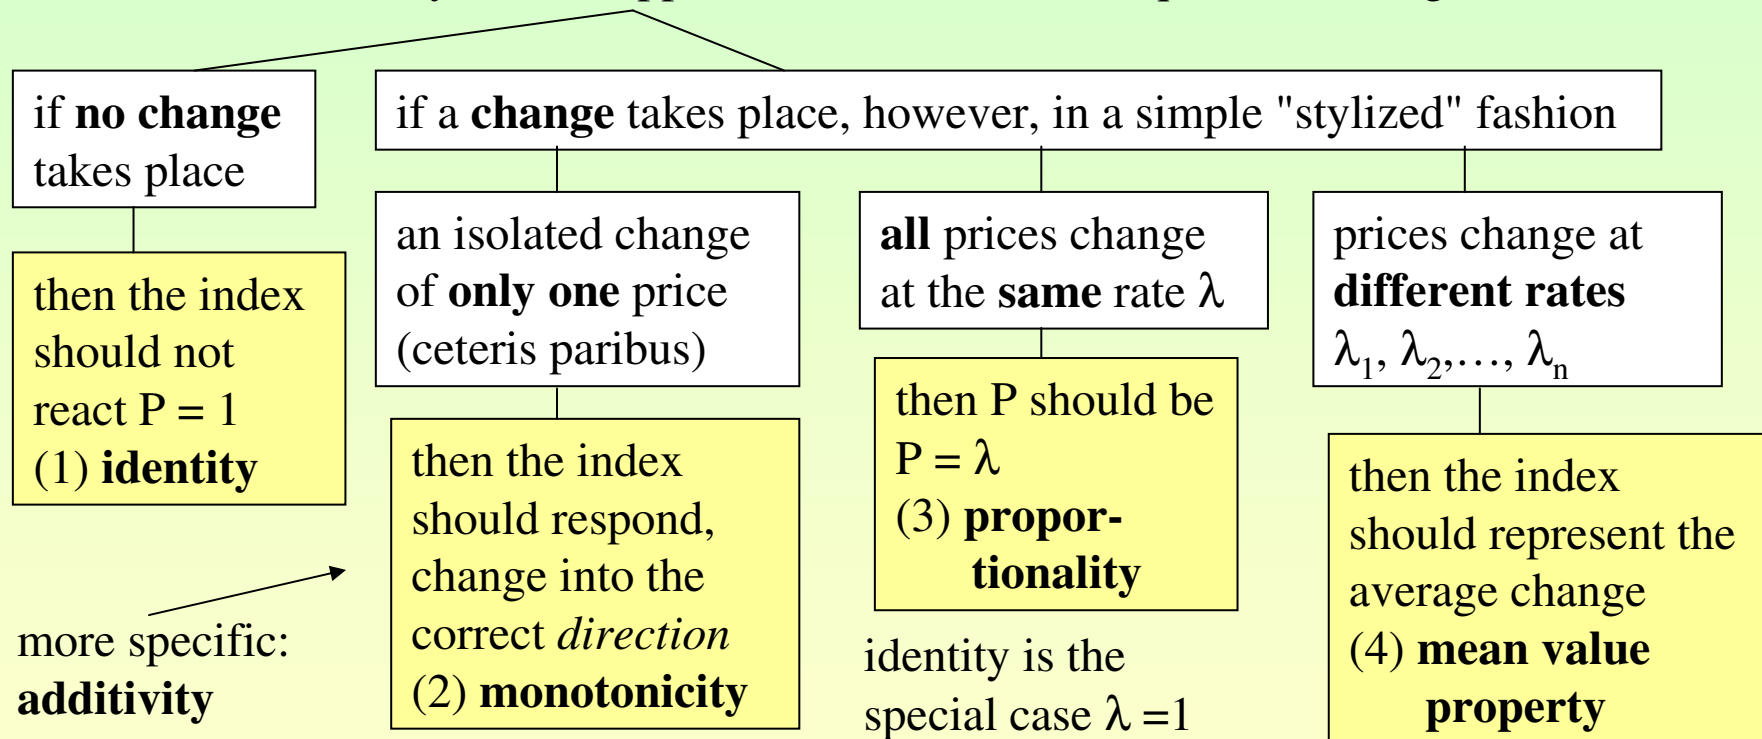 if no change
takes place
if a change takes place, however, in a simple "stylized" fashion
then the index
should not
react P = 1
(1) identity
an isolated change
of only one price
(ceteris paribus)
all prices change
at the same rate λ
prices change at
different rates
λ1, λ2,…, λn
then the index
should respond,
change into the
correct direction
(2) monotonicity
then P should be
P = λ
(3) propor-
tionality
then the index
should represent the
average change
(4) mean value
property
more specific:
additivity
identity is the
special case λ =1